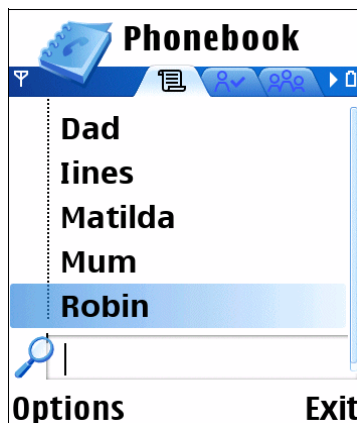 Phonebook
Dad
Iines
Matilda
Mum
Robin
Options Exit